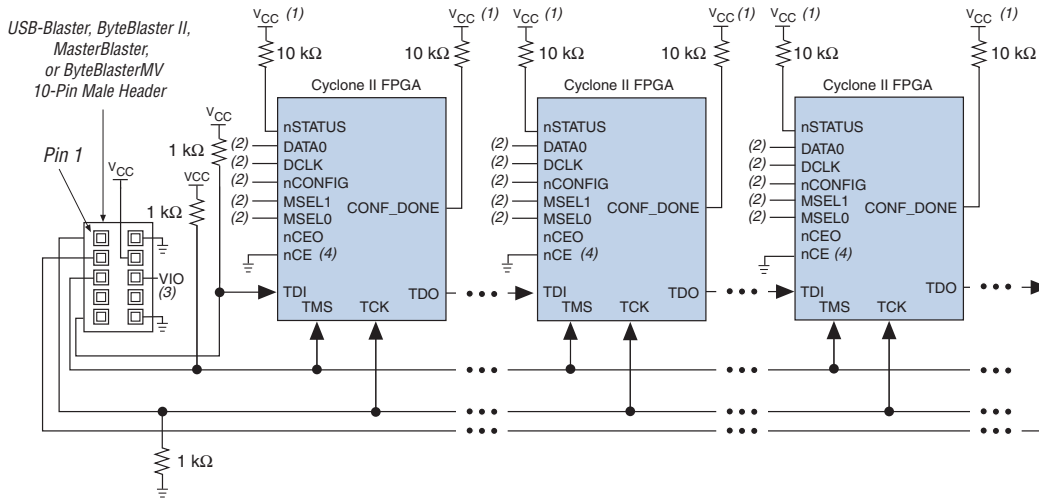 USB-Blaster, ByteBlaster II,
MasterBlaster,
or ByteBlasterMV
10-Pin Male Header
Pin 1
VCC
VIO
(3)
VCC
1 kΩ
VCC
1 kΩ
1 kΩ
VCC (1)
10 kΩ
VCC (1)
10 kΩ
Cyclone II FPGA
nSTATUS
(2) DATA0
(2) DCLK
(2) nCONFIG
(2) MSEL1
(2) MSEL0
CONF_DONE
nCEO
nCE (4)
TDI
TDO
TMS
TCK
VCC (1)
10 kΩ
VCC (1)
10 kΩ
Cyclone II FPGA
nSTATUS
(2) DATA0
(2) DCLK
(2) nCONFIG
(2) MSEL1
(2) MSEL0
CONF_DONE
nCEO
nCE (4)
TDI
TDO
TMS
TCK
VCC (1)
10 kΩ
VCC (1)
10 kΩ
Cyclone II FPGA
nSTATUS
(2) DATA0
(2) DCLK
(2) nCONFIG
(2) MSEL1
(2) MSEL0
CONF_DONE
nCEO
nCE (4)
TDI
TDO
TMS
TCK